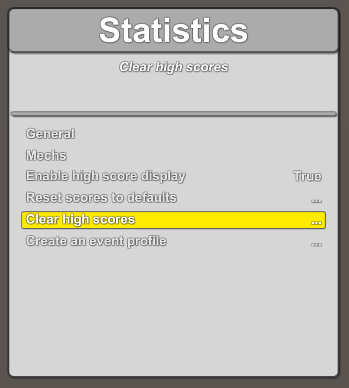 Statistics
Clear high scores
General
Mechs
Enable high score display True
Reset scores to defaults ...
Clear high scores ...
Create an event profile ...